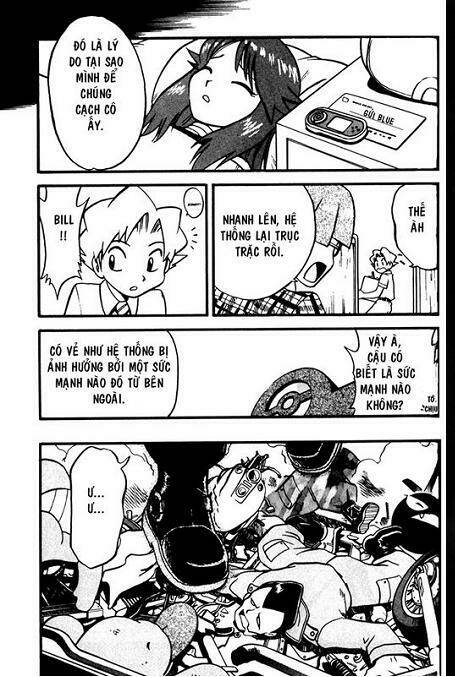 ĐÓ LÀ LÝ
DO TẠI SAO
MÌNH ĐỂ
CHÚNG
CẠCH CÔ
ẤY.
GỬI BLUE
THẾ
ÀH
NHANH LÊN, HỆ
THỐNG LẠI TRỤC
TRẶC RỒI.
BILL
!!
VẬY À,
CẬU CÓ
BIẾT LÀ SỨC
MẠNH NÀO
KHÔNG?
CÓ VẺ NHƯ HỆ THỐNG BỊ
ẢNH HƯỞNG BỞI MỘT SỨC
MẠNH NÀO ĐÓ TỪ BÊN
NGOÀI.
Ư...
Ư...